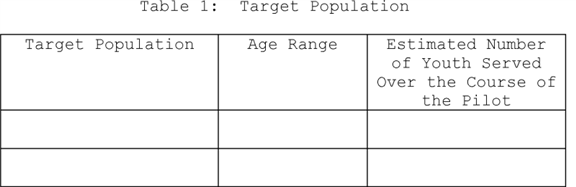 Table 1:  Target Population
Target Population
Age Range
Estimated Number
of Youth Served
Over the Course of
the Pilot